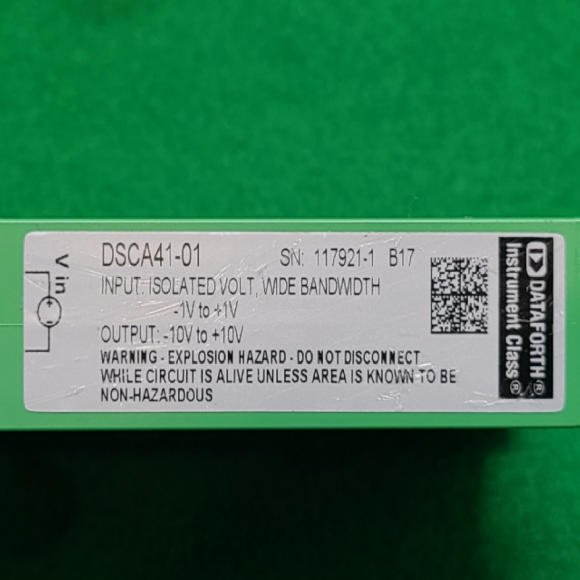 DSCA41-01 SN: 117921-1 B17
INPUT: ISOLATED VOLT, WIDE BANDWIDTH
-1V to +1V
OUTPUT: -10V to +10V
WARNING - EXPLOSION HAZARD - DO NOT DISCONNECT
WHILE CIRCUIT IS ALIVE UNLESS AREA IS KNOWN TO BE
NON-HAZARDOUS
V in
DATAFORTH®
Instrument Class®